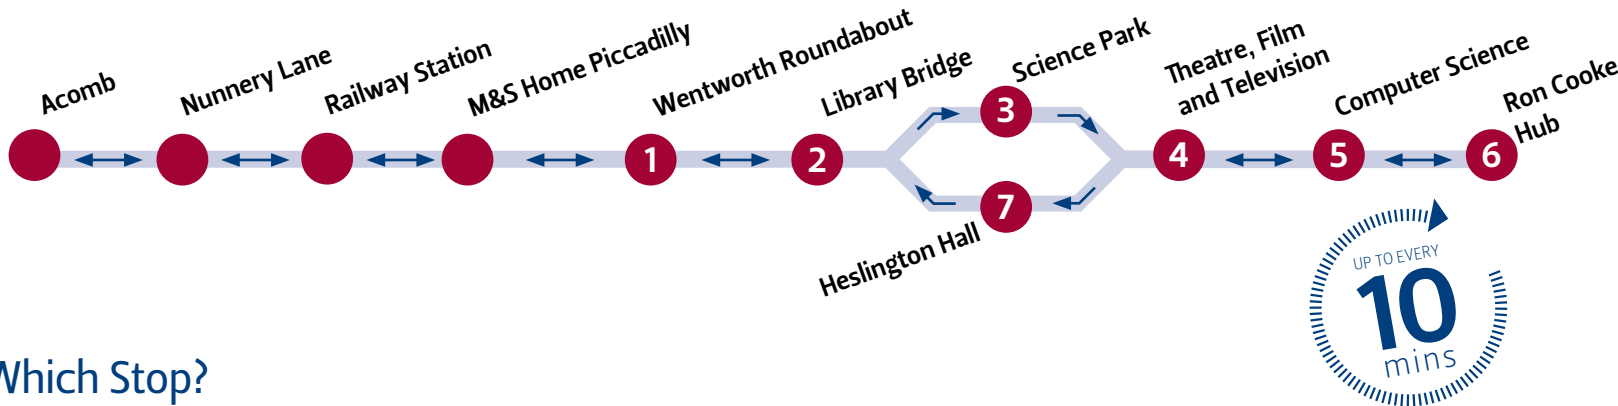 Acomb
Nunnery Lane
Railway Station
M&S Home Piccadilly
Wentworth Roundabout
Library Bridge
Science Park
Theatre, Film
and Television
Computer Science
Ron Cooke
Hub
1
2
3
4
5
6
7
Heslington Hall
UP TO EVERY
10
mins
Which Stop?